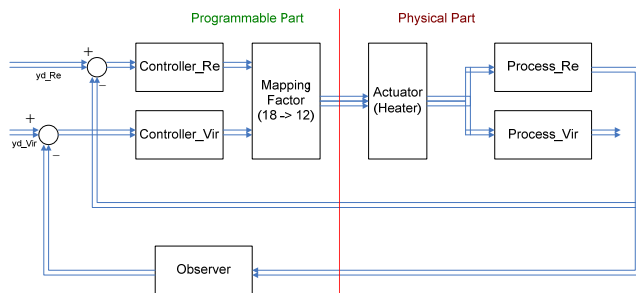 Programmable Part
Physical Part
+
yd_Re
−
Controller_Re
Mapping
Factor
(18 -> 12)
Actuator
(Heater)
Process_Re
+
yd_Vir
−
Controller_Vir
Process_Vir
Observer